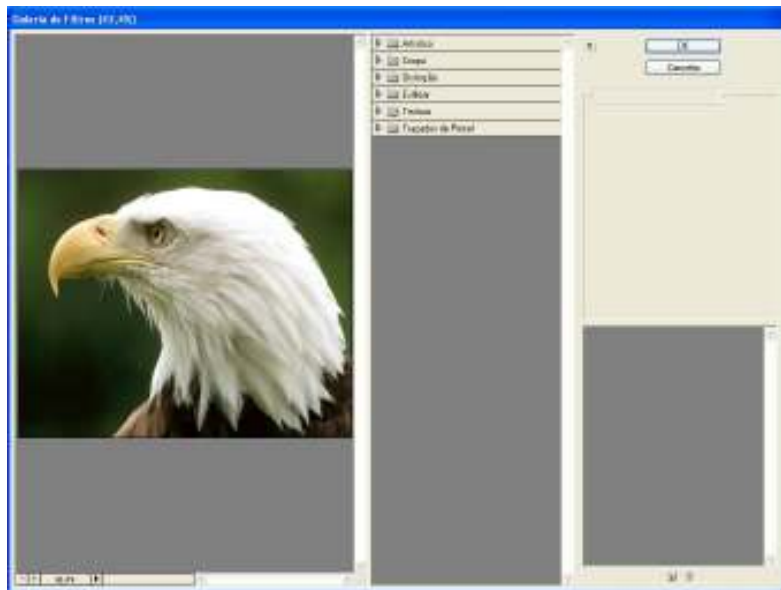 Galeria de Filtros
Artístico
Croqui
Distorção
Estilizar
Textura
Traçados de Pincel
OK
Cancelar